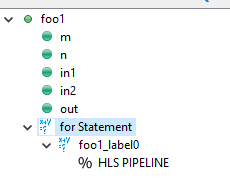 foo1
m
n
in1
in2
out
for Statement
foo1_label0
% HLS PIPELINE